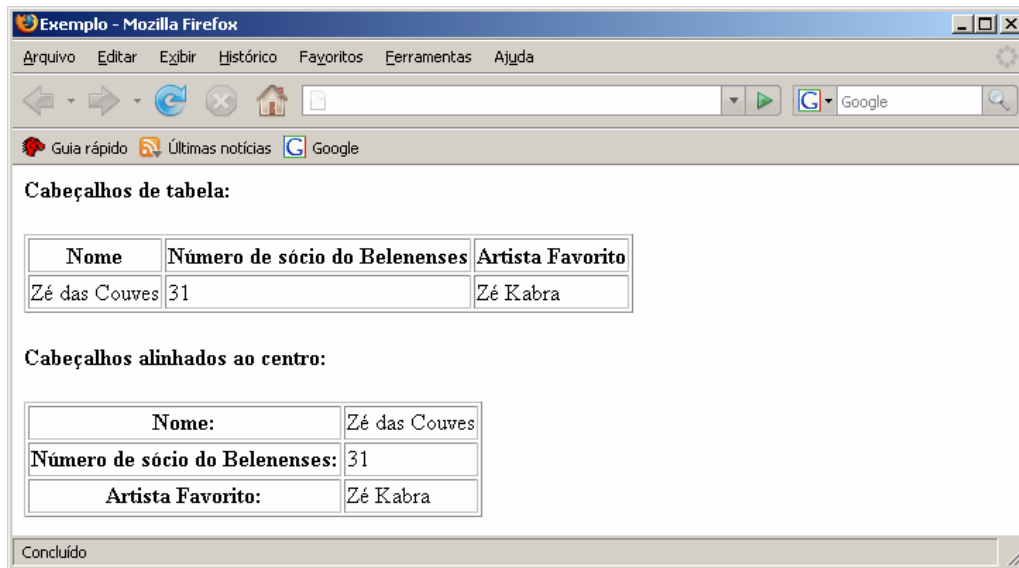 Exemplo - Mozilla Firefox
Arquivo Editar Exibir Histórico Favoritos Ferramentas Ajuda
G Google
Guia rápido Últimas notícias G Google
Cabeçalhos de tabela:
Nome Número de sócio do Belenenses Artista Favorito
Zé das Couves 31 Zé Kabra
Cabeçalhos alinhados ao centro:
Nome: Zé das Couves
Número de sócio do Belenenses: 31
Artista Favorito: Zé Kabra
Concluído